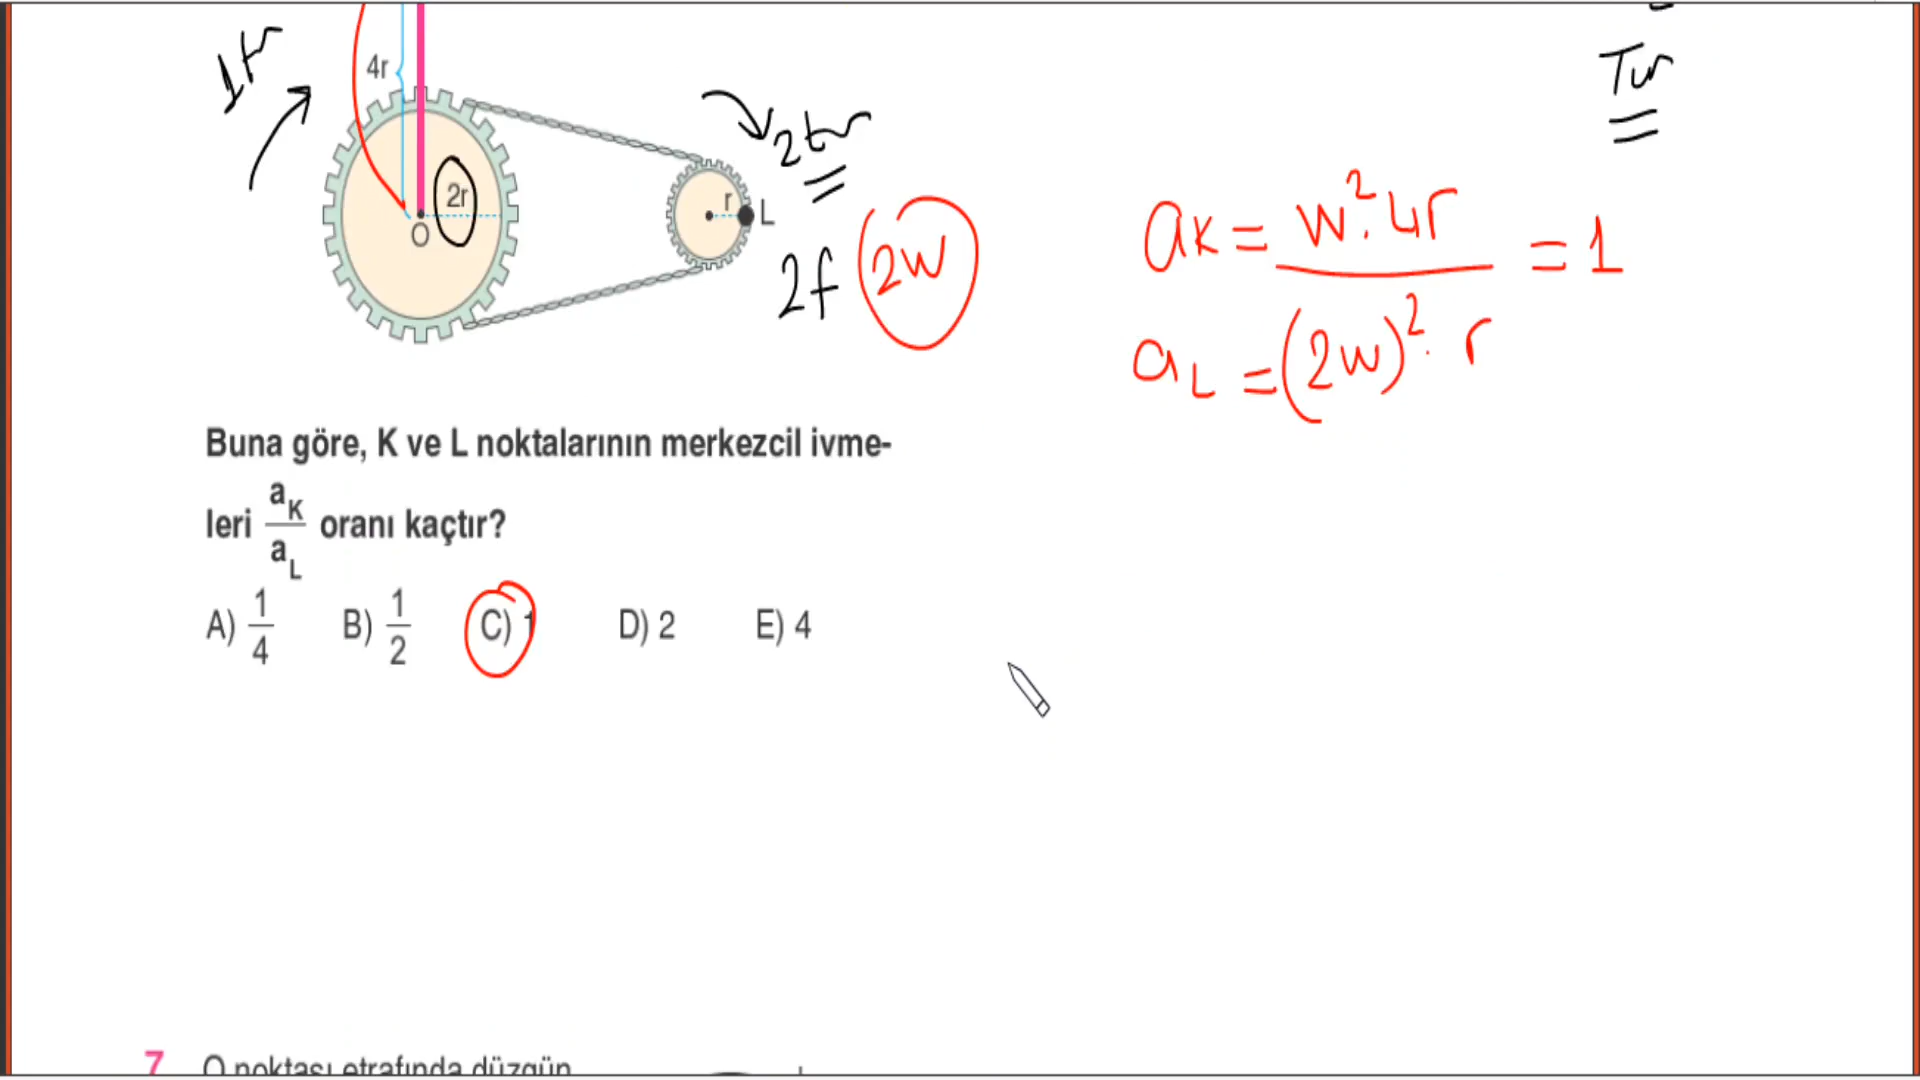 1tur
4r
Tur
2tur
2r
r
L
O
2f
2w
aK = w².4r = 1
aL = (2w)².r
Buna göre, K ve L noktalarının merkezcil ivme-
leri aK/aL oranı kaçtır?
A) 1/4 B) 1/2 C) 1 D) 2 E) 4
7 O noktası etrafında düzgün